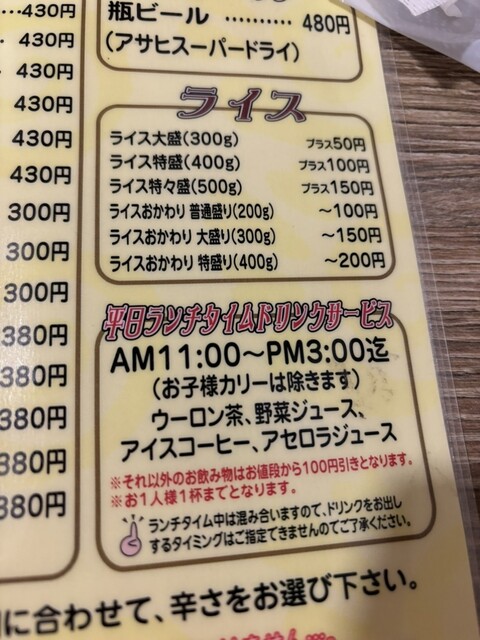 430円
430円
430円
430円
430円
430円
300円
300円
300円
380円
380円
380円
380円
380円
瓶ビール ………… 480円
(アサヒスーパードライ)
ライス
ライス大盛(300g) プラス50円
ライス特盛(400g) プラス100円
ライス特々盛(500g) プラス150円
ライスおかわり 普通盛り(200g) ～100円
ライスおかわり 大盛り(300g) ～150円
ライスおかわり 特盛り(400g) ～200円
平日ランチタイムドリンクサービス
AM11:00～PM3:00迄
(お子様カリーは除きます)
ウーロン茶、野菜ジュース、
アイスコーヒー、アセロラジュース
※それ以外のお飲み物はお値段から100円引きとなります。
※お1人様1杯までとなります。
ランチタイム中は混み合いますので、ドリンクをお出し
するタイミングはご指定できませんのでご了承ください。
に合わせて、辛さをお選び下さい。